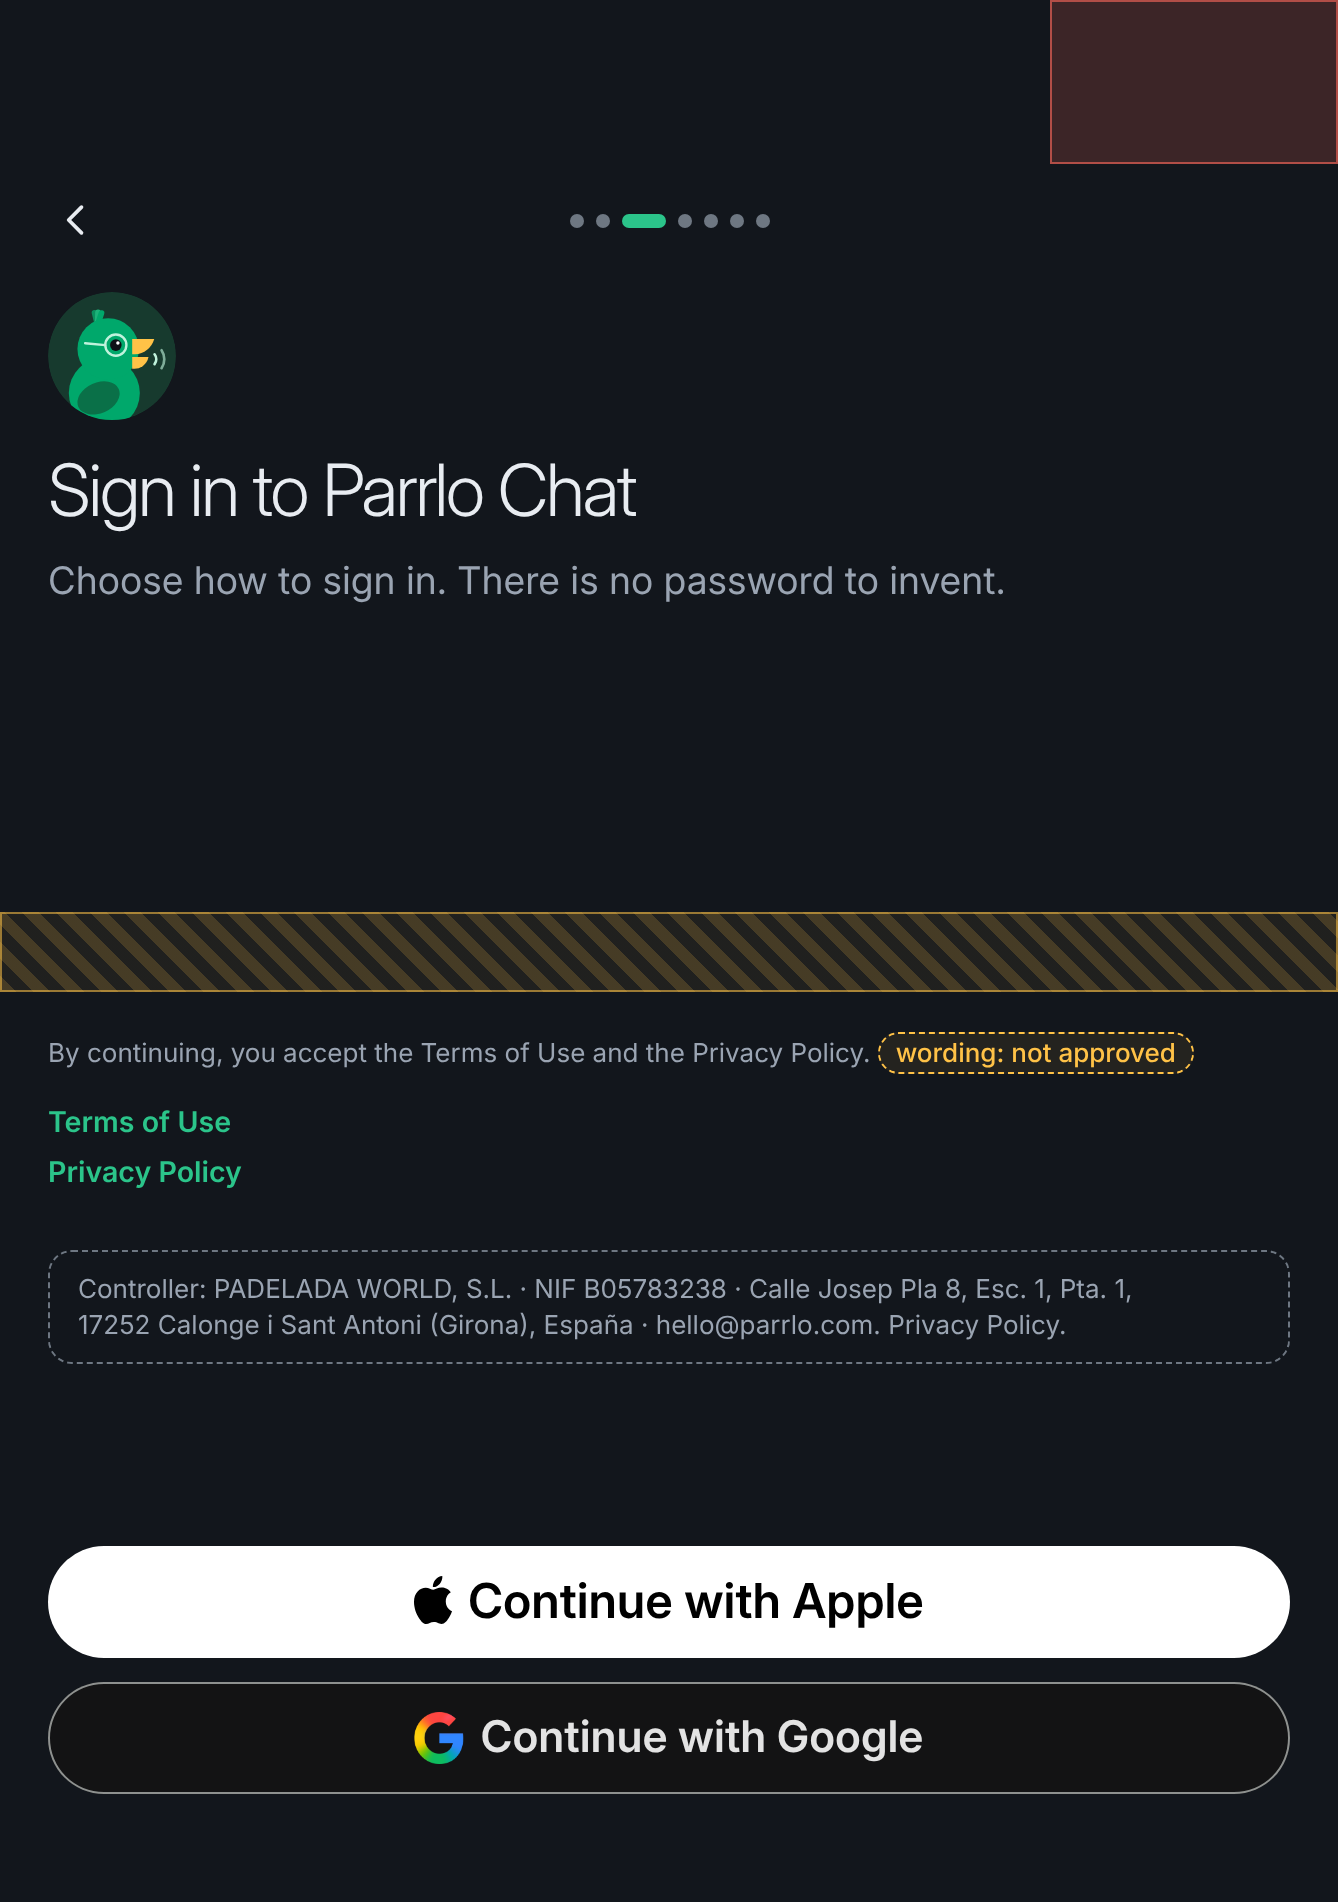 Sign in to Parrlo Chat
Choose how to sign in. There is no password to invent.
By continuing, you accept the Terms of Use and the Privacy Policy. wording: not approved
Terms of Use
Privacy Policy
Controller: PADELADA WORLD, S.L. · NIF B05783238 · Calle Josep Pla 8, Esc. 1, Pta. 1,
17252 Calonge i Sant Antoni (Girona), España · hello@parrlo.com. Privacy Policy.
Continue with Apple
Continue with Google